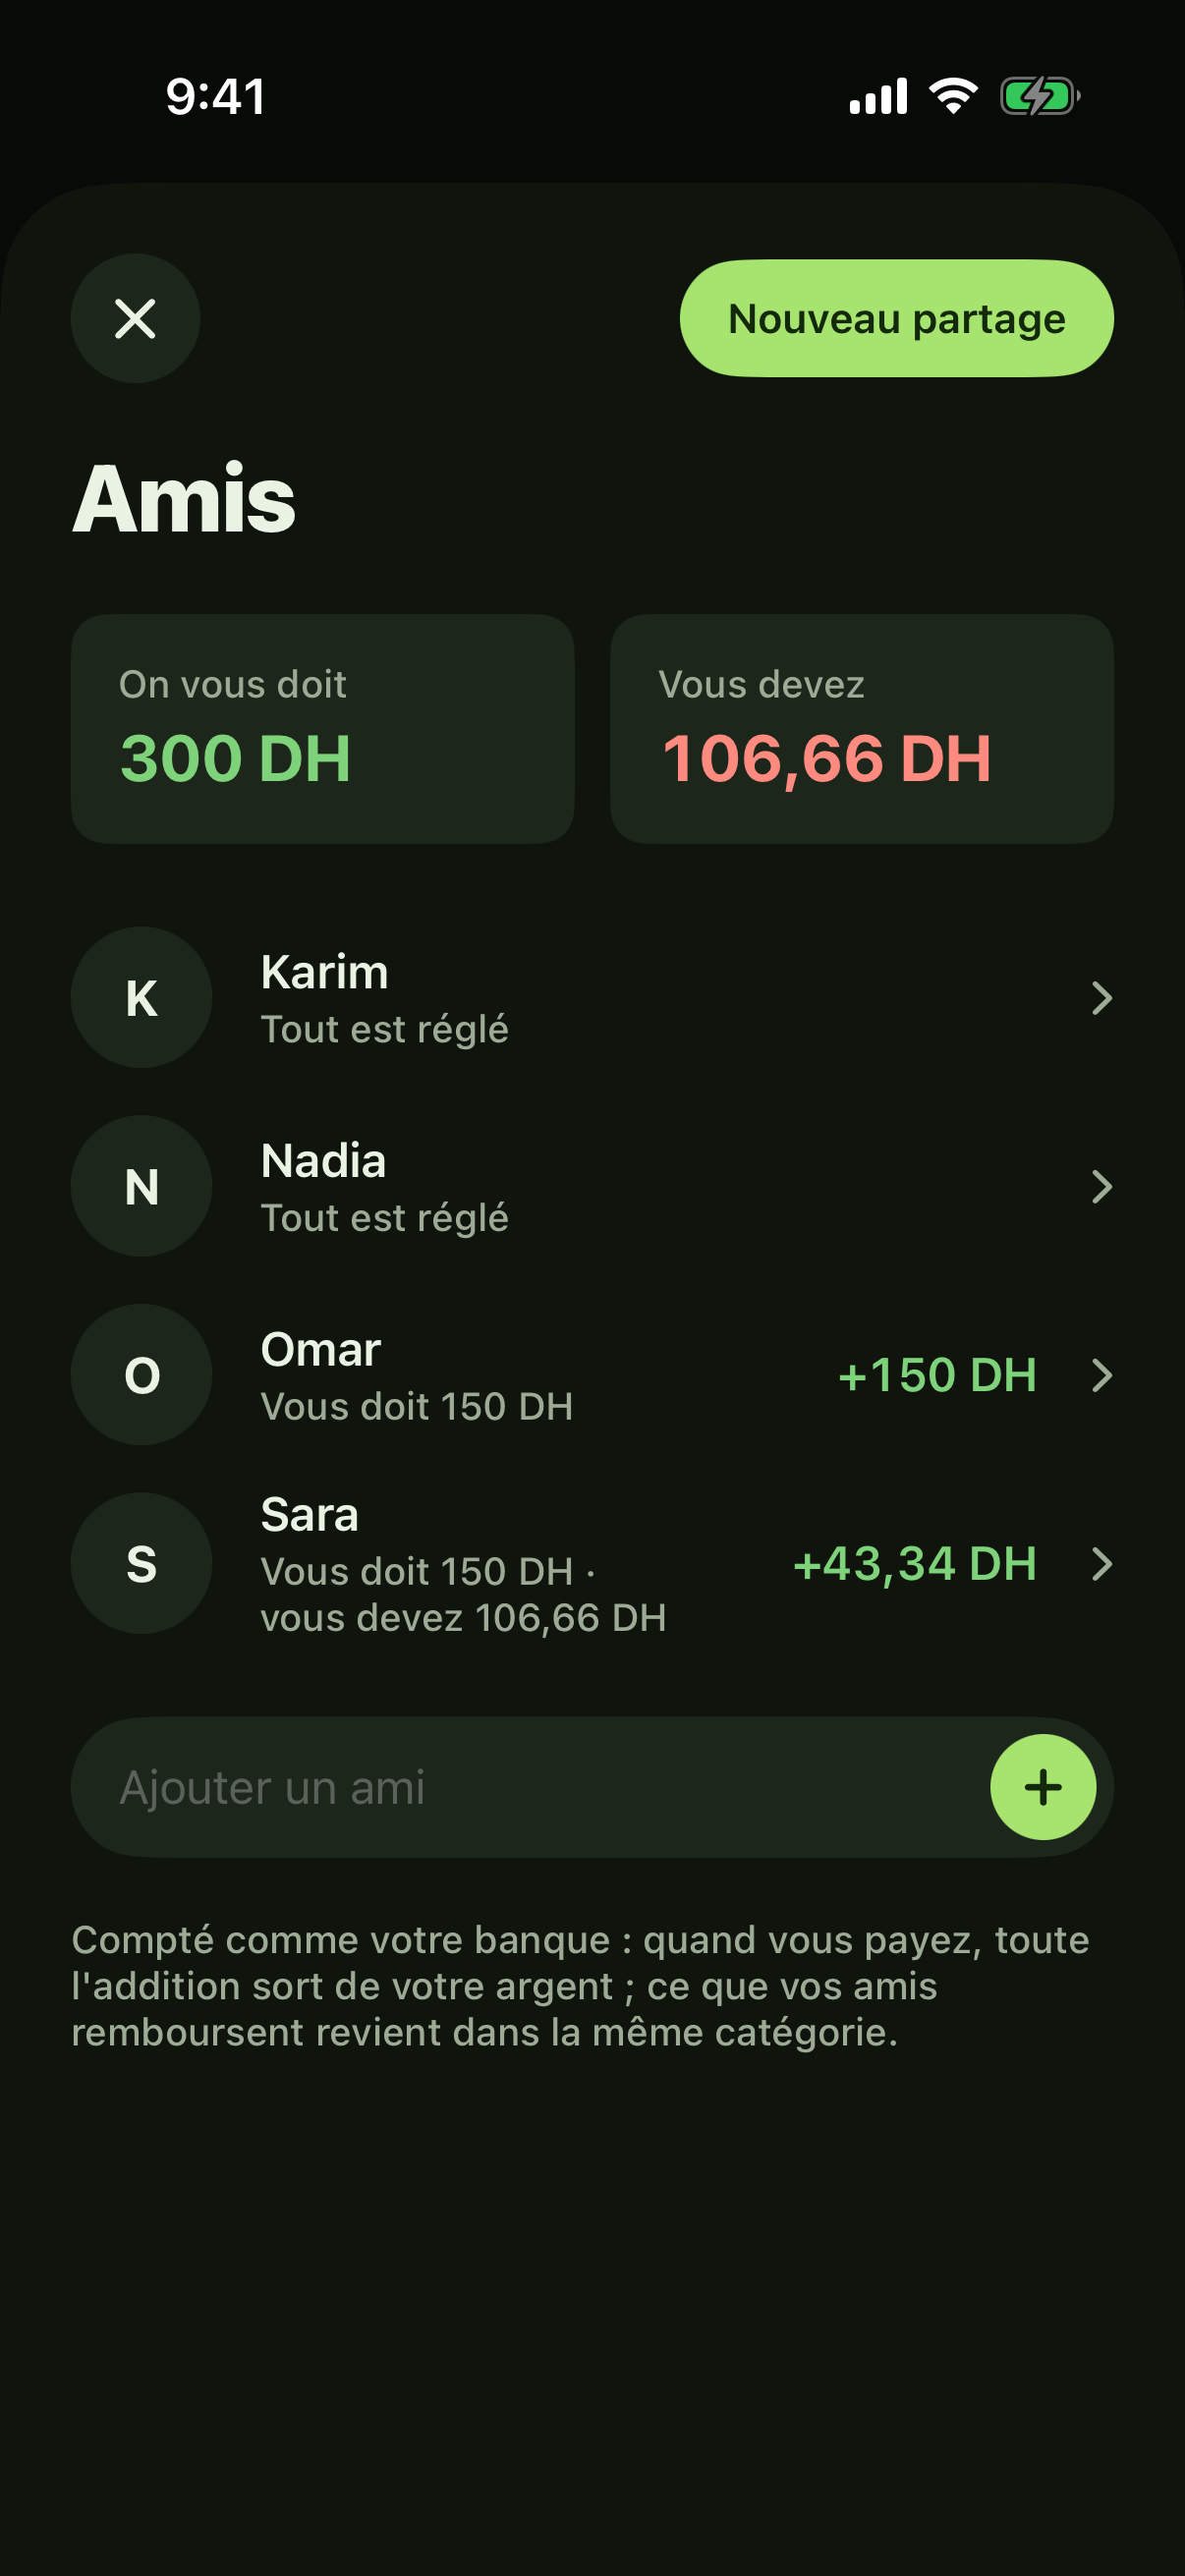 9:41
Nouveau partage
Amis
On vous doit
300 DH
Vous devez
106,66 DH
K
Karim
Tout est réglé
N
Nadia
Tout est réglé
O
Omar
Vous doit 150 DH
+150 DH
S
Sara
Vous doit 150 DH ·
vous devez 106,66 DH
+43,34 DH
Ajouter un ami
Compté comme votre banque : quand vous payez, toute
l'addition sort de votre argent ; ce que vos amis
remboursent revient dans la même catégorie.